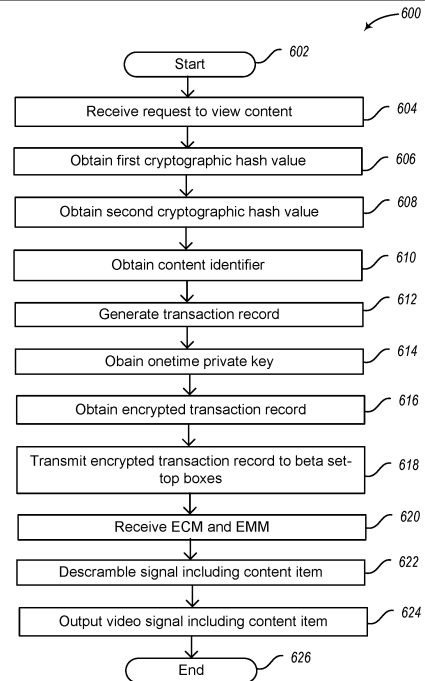 600
Start
602
Receive request to view content
604
Obtain first cryptographic hash value
606
Obtain second cryptographic hash value
608
Obtain content identifier
610
Generate transaction record
612
Obain onetime private key
614
Obtain encrypted transaction record
616
Transmit encrypted transaction record to beta set-
top boxes
618
Receive ECM and EMM
620
Descramble signal including content item
622
Output video signal including content item
624
End
626